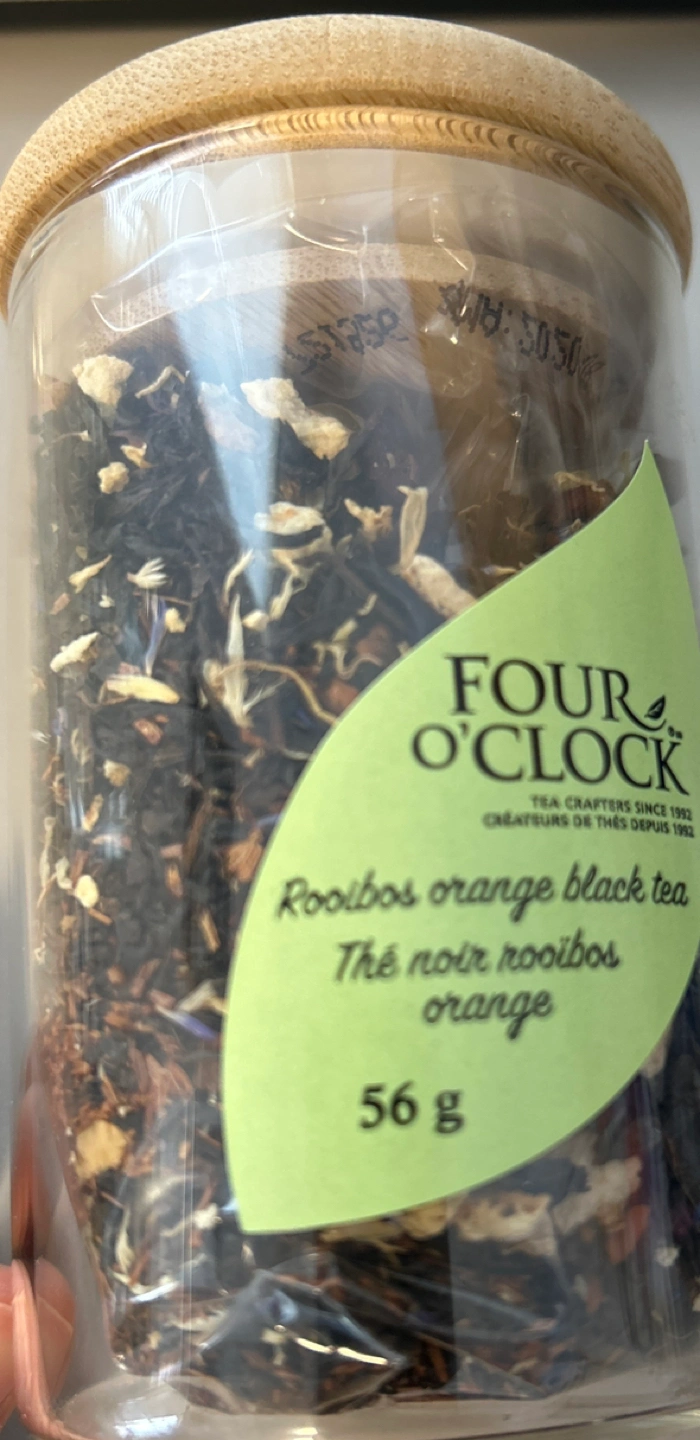 FOUR
O'CLOCK
TEA CRAFTERS SINCE 1992
CRÉATEURS DE THÉS DEPUIS 1992
Rooibos orange black tea
Thé noir rooïbos
orange
56 g